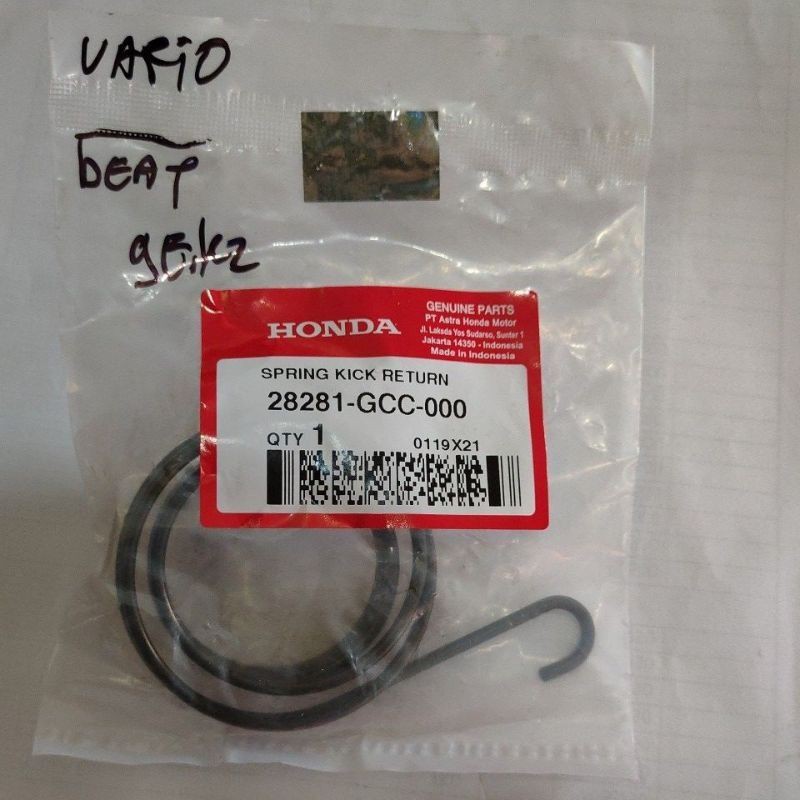 VARiO
beAT
HONDA
GENUINE PARTS
PT Astra Honda Motor
Jl. Laksda Yos Sudarso, Sunter 1
Jakarta 14350 - Indonesia
Made in Indonesia
SPRING KICK RETURN
28281-GCC-000
QTY 1
0119X21